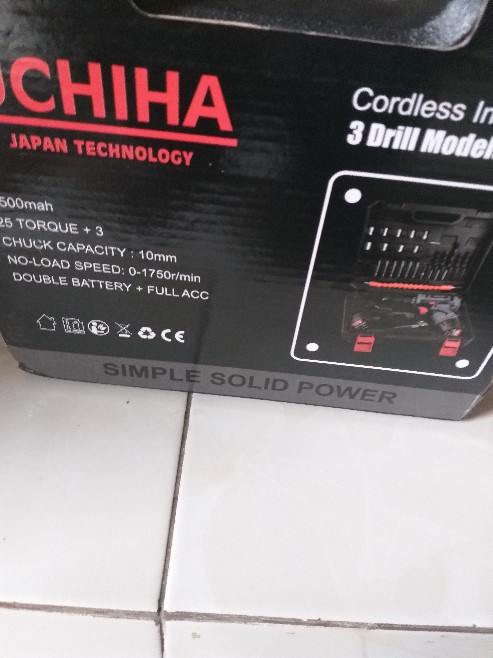 UCHIHA
JAPAN TECHNOLOGY
Cordless
3 Drill Model
500mah
25 TORQUE + 3
CHUCK CAPACITY : 10mm
NO-LOAD SPEED: 0-1750r/min
DOUBLE BATTERY + FULL ACC
CE
SIMPLE SOLID POWER